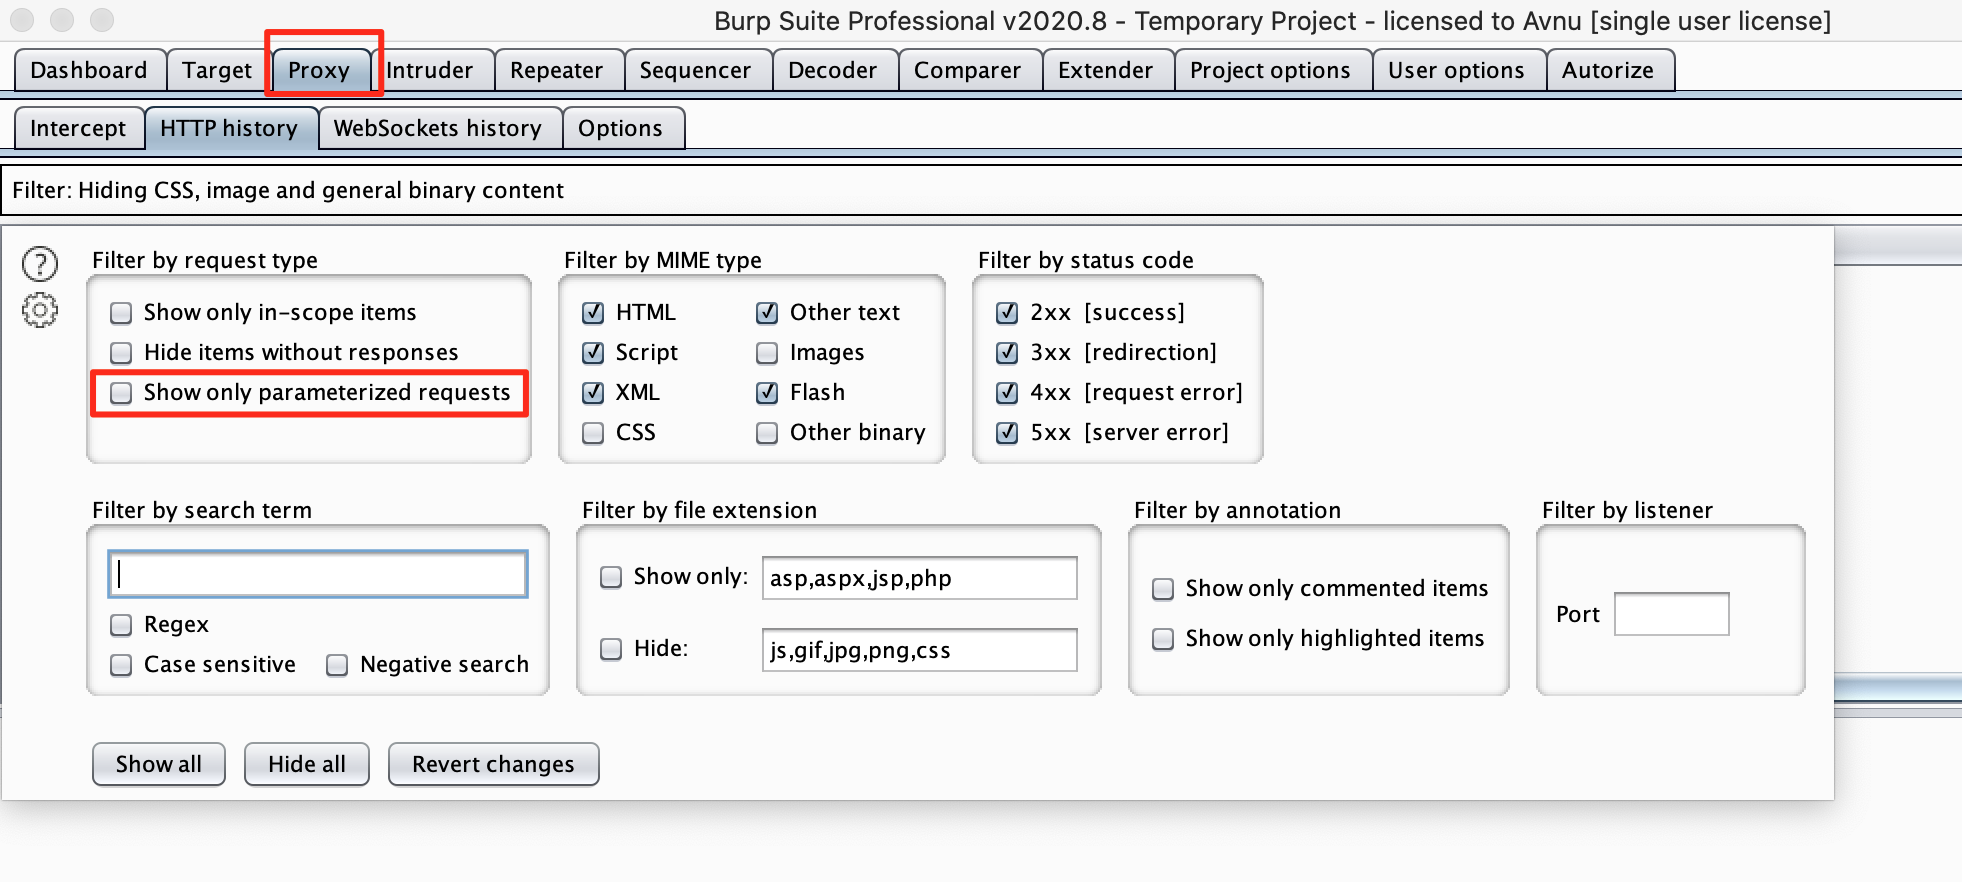 Burp Suite Professional v2020.8 - Temporary Project - licensed to Avnu [single user license]
Dashboard Target Proxy Intruder Repeater Sequencer Decoder Comparer Extender Project options User options Autorize
Intercept HTTP history WebSockets history Options
Filter: Hiding CSS, image and general binary content
?
Filter by request type
Show only in-scope items
Hide items without responses
Show only parameterized requests
Filter by MIME type
HTML Other text
Script Images
XML Flash
CSS Other binary
Filter by status code
2xx [success]
3xx [redirection]
4xx [request error]
5xx [server error]
Filter by search term
Regex
Case sensitive Negative search
Filter by file extension
Show only: asp,aspx,jsp,php
Hide: js,gif,jpg,png,css
Filter by annotation
Show only commented items
Show only highlighted items
Filter by listener
Port
Show all Hide all Revert changes